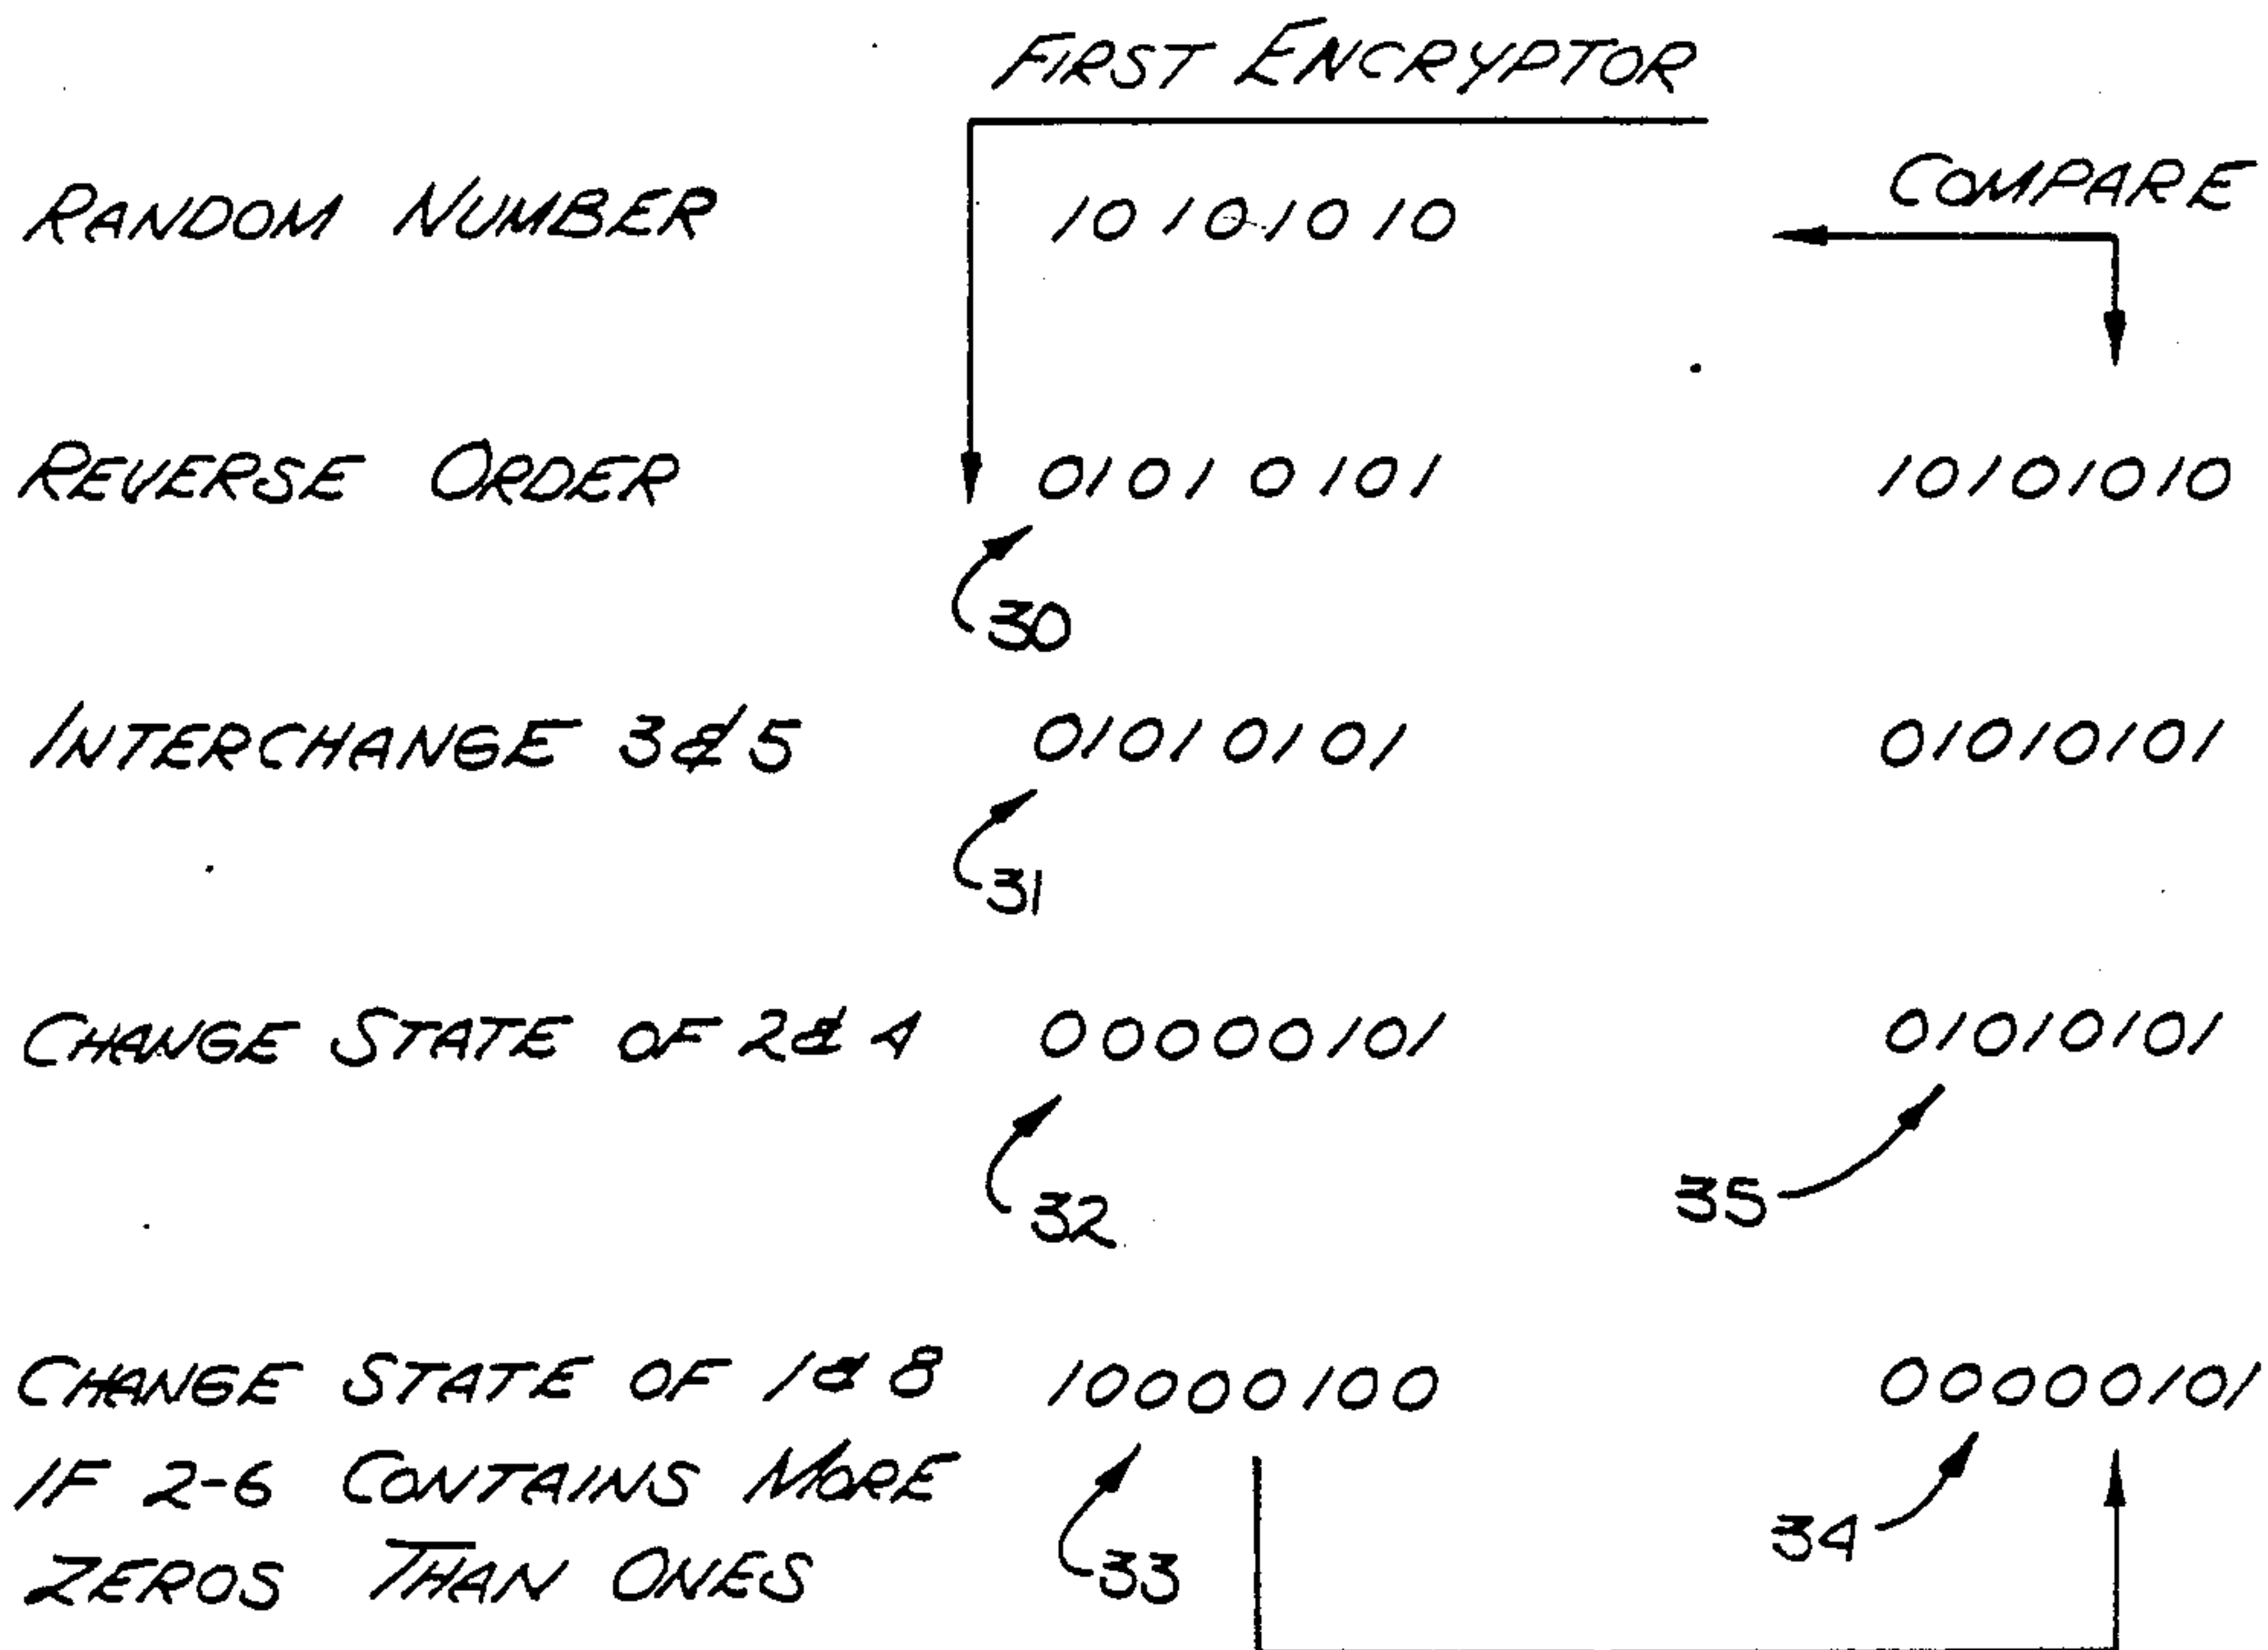 FIRST ENCRYPTOR
RANDOM NUMBER 10101010 COMPARE
REVERSE ORDER 01010101 10101010
30
INTERCHANGE 3&5 01010101 01010101
31
CHANGE STATE OF 2&4 00000101 01010101
32 35
CHANGE STATE OF 1&8 10000100 00000101
IF 2-6 CONTAINS MORE
ZEROS THAN ONES 33 34